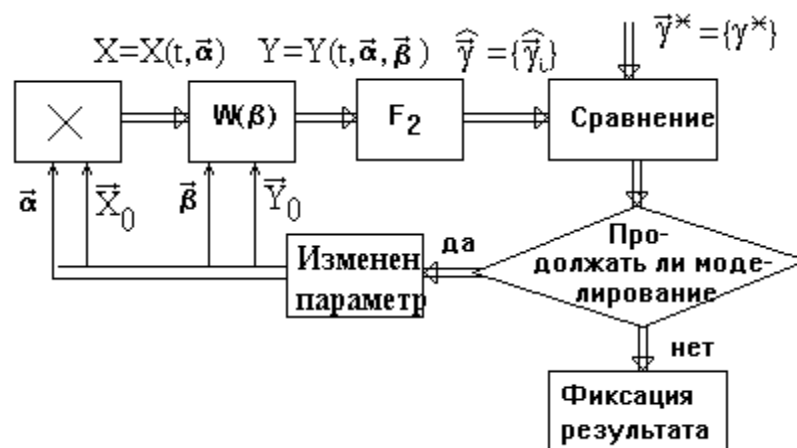 X=X(t,α⃗)
Y=Y(t,α⃗,β⃗)
γ̂⃗={γ̂⃗ᵢ}
γ⃗*={γ*}
X
W(β)
F₂
Сравнение
α⃗
X⃗₀
β⃗
Y⃗₀
Изменен
параметр
да
Про-
должать ли моде-
лирование
нет
Фиксация
результата